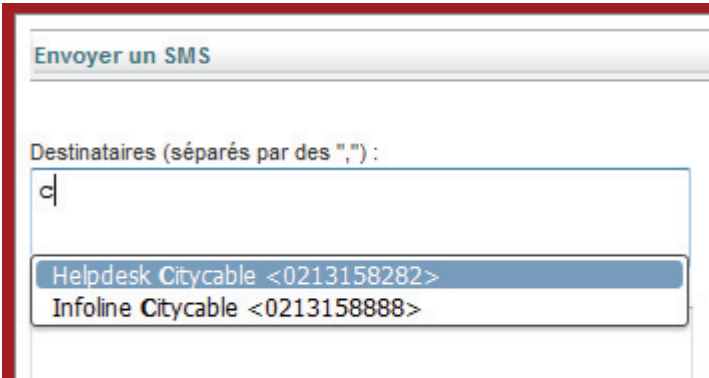 Envoyer un SMS
Destinataires (séparés par des ",") :
c
Helpdesk Citycable <0213158282>
Infoline Citycable <0213158888>